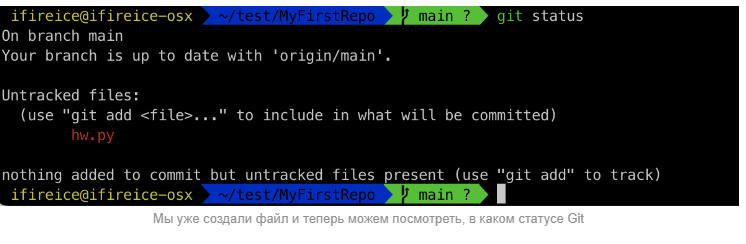 ifireice@ifireice-osx ~/test/MyFirstRepo main ? git status
On branch main
Your branch is up to date with 'origin/main'.
Untracked files:
(use "git add <file>..." to include in what will be committed)
hw.py
nothing added to commit but untracked files present (use "git add" to track)
ifireice@ifireice-osx ~/test/MyFirstRepo main ?
Мы уже создали файл и теперь можем посмотреть, в каком статусе Git